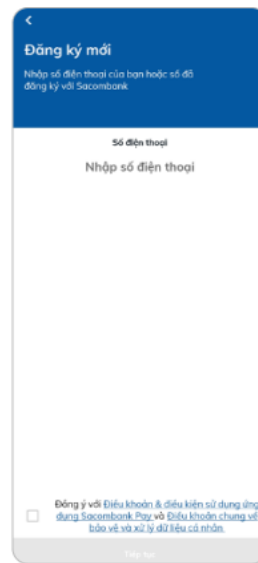 Đăng ký mới
Nhập số điện thoại của bạn hoặc số đã
đăng ký với Sacombank
Số điện thoại
Nhập số điện thoại
Đồng ý với Điều khoản & điều kiện sử dụng ứng
dụng Sacombank Pay và Điều khoản chung về
bảo vệ và xử lý dữ liệu cá nhân
Tiếp tục